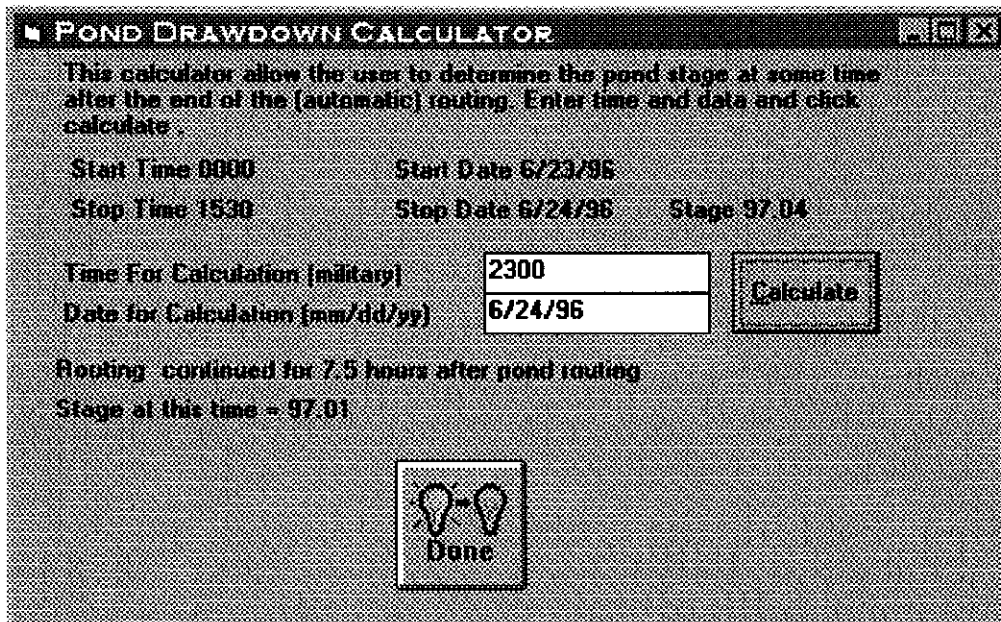 POND DRAWDOWN CALCULATOR
This calculator allow the user to determine the pond stage at some time
after the end of the (automatic) routing. Enter time and data and click
calculate .
Start Time 0000 Start Date 6/23/96
Stop Time 1530 Stop Date 6/24/96 Stage 97.04
Time For Calculation (military) 2300
Calculate
Date for Calculation (mm/dd/yy) 6/24/96
Routing continued for 7.5 hours after pond routing
Stage at this time = 97.01
Done